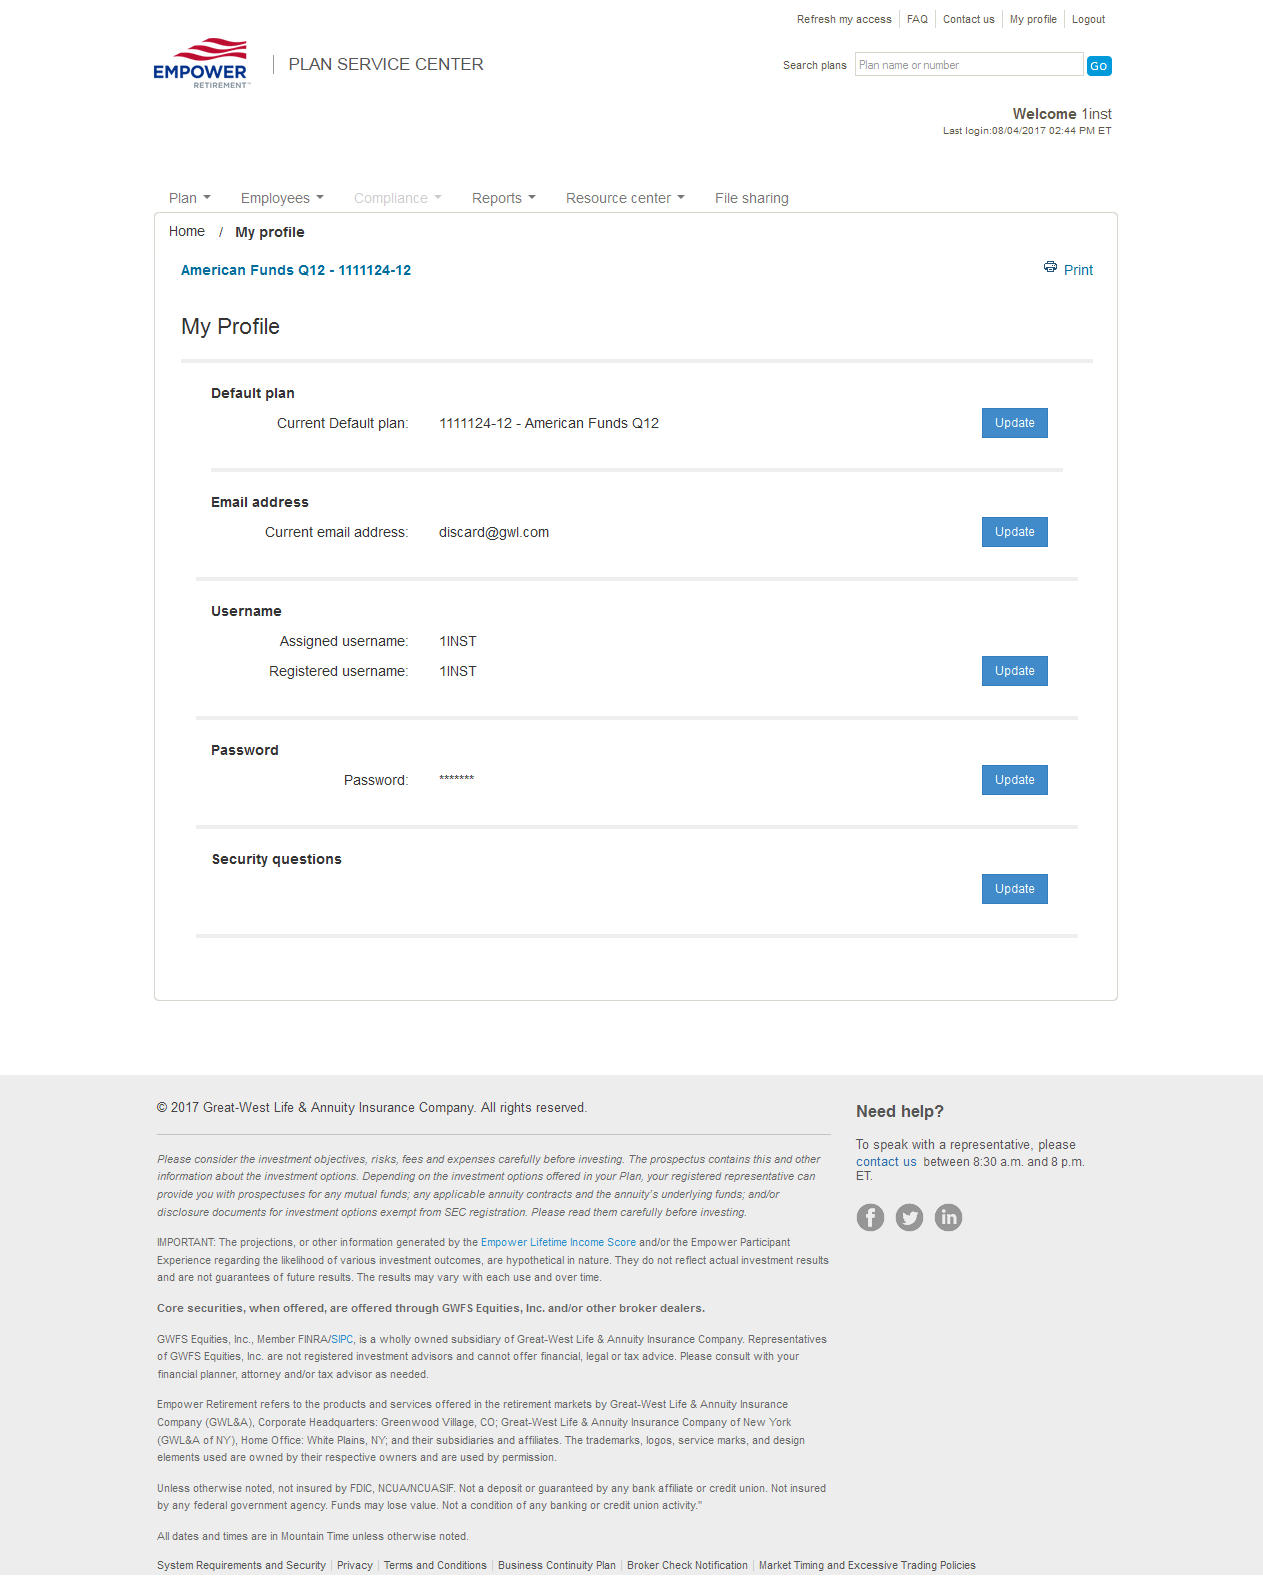 Refresh my access | FAQ | Contact us | My profile | Logout
EMPOWER
RETIREMENT™
PLAN SERVICE CENTER
Search plans Plan name or number Go
Welcome 1inst
Last login:08/04/2017 02:44 PM ET
Plan Employees Compliance Reports Resource center File sharing
Home / My profile
American Funds Q12 - 1111124-12 Print
My Profile
Default plan
Current Default plan: 1111124-12 - American Funds Q12 Update
Email address
Current email address: discard@gwl.com Update
Username
Assigned username: 1INST
Registered username: 1INST Update
Password
Password: ******* Update
Security questions
Update
© 2017 Great-West Life & Annuity Insurance Company. All rights reserved.
Please consider the investment objectives, risks, fees and expenses carefully before investing. The prospectus contains this and other
information about the investment options. Depending on the investment options offered in your Plan, your registered representative can
provide you with prospectuses for any mutual funds; any applicable annuity contracts and the annuity's underlying funds; and/or
disclosure documents for investment options exempt from SEC registration. Please read them carefully before investing.
IMPORTANT: The projections, or other information generated by the Empower Lifetime Income Score and/or the Empower Participant
Experience regarding the likelihood of various investment outcomes, are hypothetical in nature. They do not reflect actual investment results
and are not guarantees of future results. The results may vary with each use and over time.
Core securities, when offered, are offered through GWFS Equities, Inc. and/or other broker dealers.
GWFS Equities, Inc., Member FINRA/SIPC, is a wholly owned subsidiary of Great-West Life & Annuity Insurance Company. Representatives
of GWFS Equities, Inc. are not registered investment advisors and cannot offer financial, legal or tax advice. Please consult with your
financial planner, attorney and/or tax advisor as needed.
Empower Retirement refers to the products and services offered in the retirement markets by Great-West Life & Annuity Insurance
Company (GWL&A), Corporate Headquarters: Greenwood Village, CO; Great-West Life & Annuity Insurance Company of New York
(GWL&A of NY), Home Office: White Plains, NY; and their subsidiaries and affiliates. The trademarks, logos, service marks, and design
elements used are owned by their respective owners and are used by permission.
Unless otherwise noted, not insured by FDIC, NCUA/NCUASIF. Not a deposit or guaranteed by any bank affiliate or credit union. Not insured
by any federal government agency. Funds may lose value. Not a condition of any banking or credit union activity."
All dates and times are in Mountain Time unless otherwise noted.
System Requirements and Security | Privacy | Terms and Conditions | Business Continuity Plan | Broker Check Notification | Market Timing and Excessive Trading Policies
Need help?
To speak with a representative, please
contact us between 8:30 a.m. and 8 p.m.
ET.